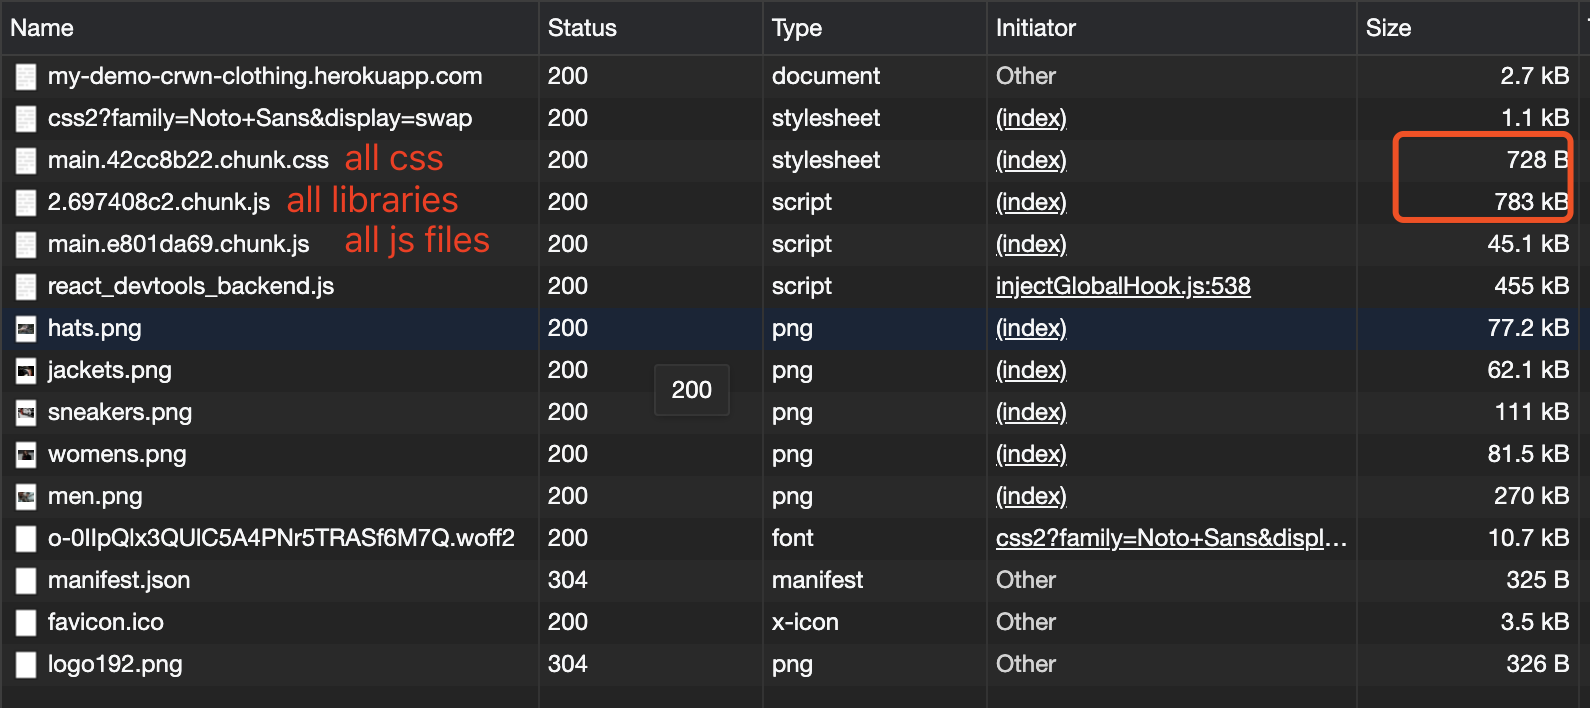 Name Status Type Initiator Size
my-demo-crwn-clothing.herokuapp.com 200 document Other 2.7 kB
css2?family=Noto+Sans&display=swap 200 stylesheet (index) 1.1 kB
main.42cc8b22.chunk.css all css 200 stylesheet (index) 728 B
2.697408c2.chunk.js all libraries 200 script (index) 783 kB
main.e801da69.chunk.js all js files 200 script (index) 45.1 kB
react_devtools_backend.js 200 script injectGlobalHook.js:538 455 kB
hats.png 200 png (index) 77.2 kB
jackets.png 200 png (index) 62.1 kB
200
sneakers.png 200 png (index) 111 kB
womens.png 200 png (index) 81.5 kB
men.png 200 png (index) 270 kB
o-0IIpQlx3QUlC5A4PNr5TRASf6M7Q.woff2 200 font css2?family=Noto+Sans&displ... 10.7 kB
manifest.json 304 manifest Other 325 B
favicon.ico 200 x-icon Other 3.5 kB
logo192.png 304 png Other 326 B